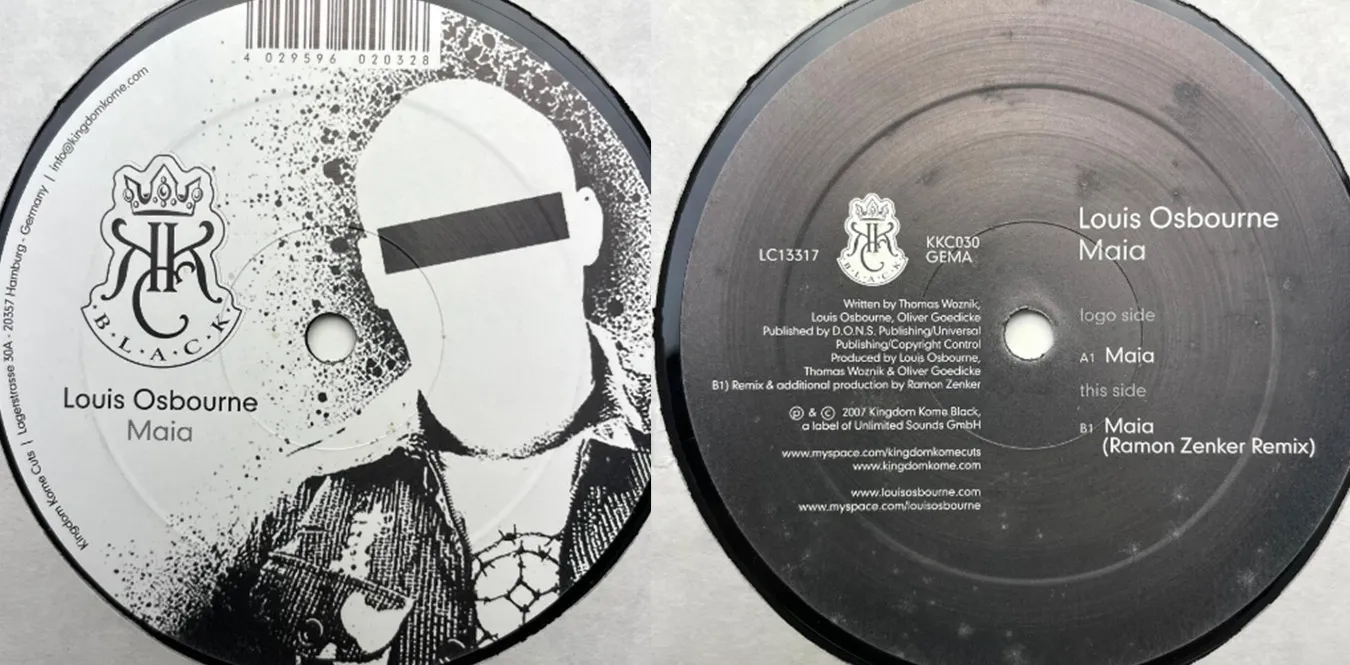 4 029596 020328
Kingdom Kome Cuts | Lagerstrasse 30A - 20357 Hamburg - Germany | info@kingdomkome.com
KKC
B·L·A·C·K
Louis Osbourne
Maia
LC13317
KKC
B·L·A·C·K
KKC030
GEMA
Written by Thomas Woznik,
Louis Osbourne, Oliver Goedicke
Published by D.O.N.S. Publishing/Universal
Publishing/Copyright Control
Produced by Louis Osbourne,
Thomas Woznik & Oliver Goedicke
B1) Remix & additional production by Ramon Zenker
℗ & © 2007 Kingdom Kome Black,
a label of Unlimited Sounds GmbH
www.myspace.com/kingdomkomecuts
www.kingdomkome.com
www.louisosbourne.com
www.myspace.com/louisosbourne
Louis Osbourne
Maia
logo side
A1 Maia
this side
B1 Maia
(Ramon Zenker Remix)